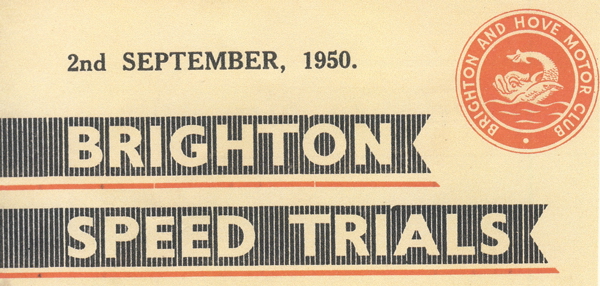 2nd SEPTEMBER, 1950.
BRIGHTON AND HOVE MOTOR CLUB
BRIGHTON
SPEED TRIALS